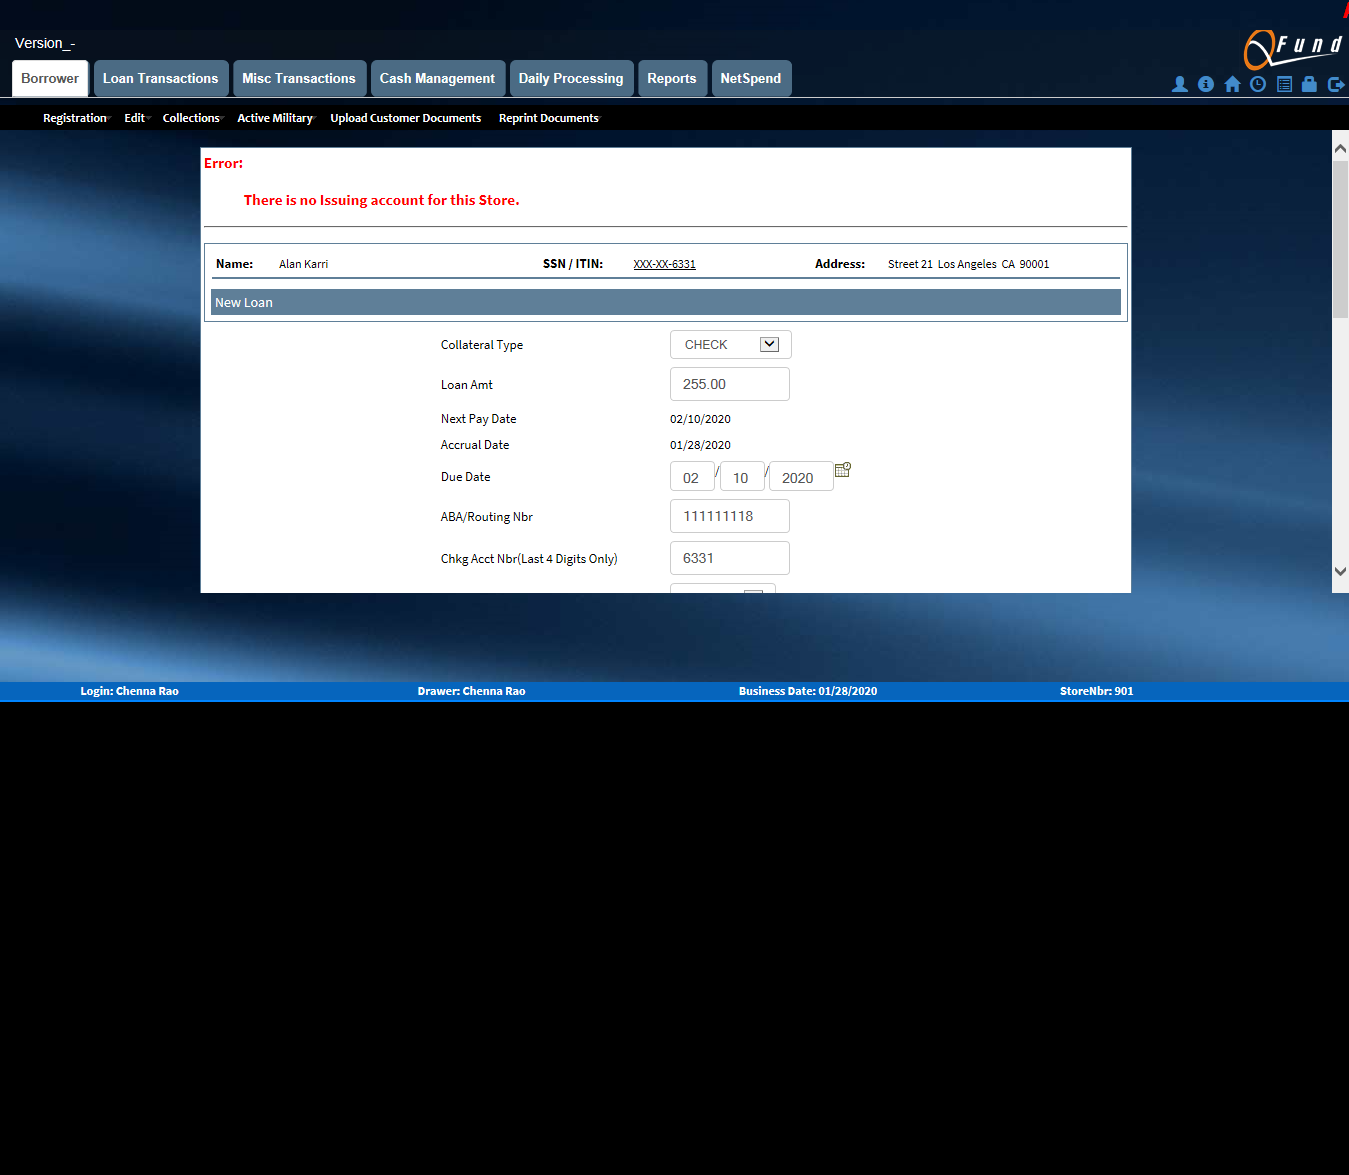 Version_-
Fund
Borrower Loan Transactions Misc Transactions Cash Management Daily Processing Reports NetSpend
Registration Edit Collections Active Military Upload Customer Documents Reprint Documents
Error:
There is no Issuing account for this Store.
Name: Alan Karri SSN / ITIN: XXX-XX-6331 Address: Street 21 Los Angeles CA 90001
New Loan
Collateral Type CHECK
Loan Amt 255.00
Next Pay Date 02/10/2020
Accrual Date 01/28/2020
Due Date 02 / 10 / 2020
ABA/Routing Nbr 111111118
Chkg Acct Nbr(Last 4 Digits Only) 6331
Login: Chenna Rao Drawer: Chenna Rao Business Date: 01/28/2020 StoreNbr: 901